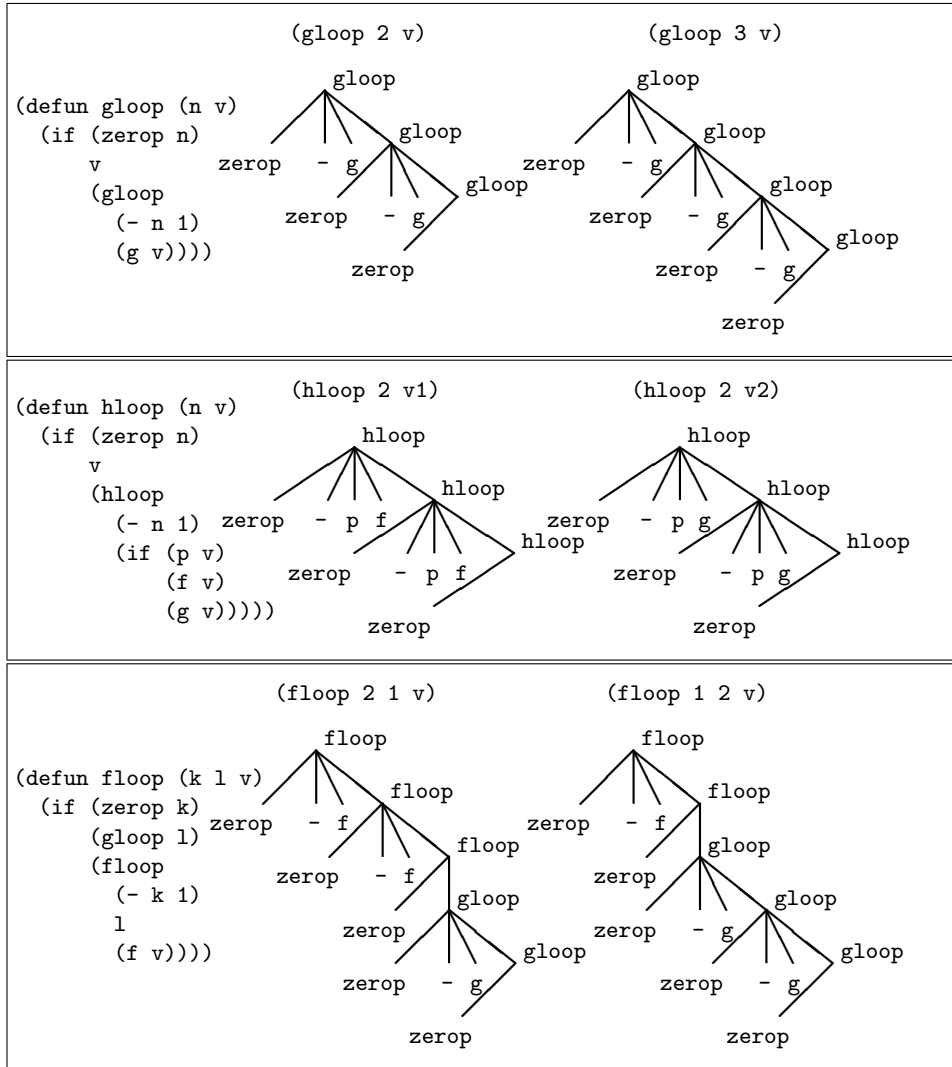 (gloop 2 v)
(gloop 3 v)
(defun gloop (n v)
(if (zerop n)
v
(gloop
(- n 1)
(g v))))
gloop
zerop - g gloop
zerop - g gloop
zerop
gloop
zerop - g gloop
zerop - g gloop
zerop - g gloop
zerop
(hloop 2 v1)
(hloop 2 v2)
(defun hloop (n v)
(if (zerop n)
v
(hloop
(- n 1)
(if (p v)
(f v)
(g v)))))
hloop
zerop - p f hloop
zerop - p f hloop
zerop
hloop
zerop - p g hloop
zerop - p g hloop
zerop
(floop 2 1 v)
(floop 1 2 v)
(defun floop (k l v)
(if (zerop k)
(gloop l)
(floop
(- k 1)
l
(f v))))
floop
zerop - f floop
zerop - f floop
zerop gloop
zerop - g gloop
zerop
floop
zerop - f floop
zerop gloop
zerop - g gloop
zerop - g gloop
zerop